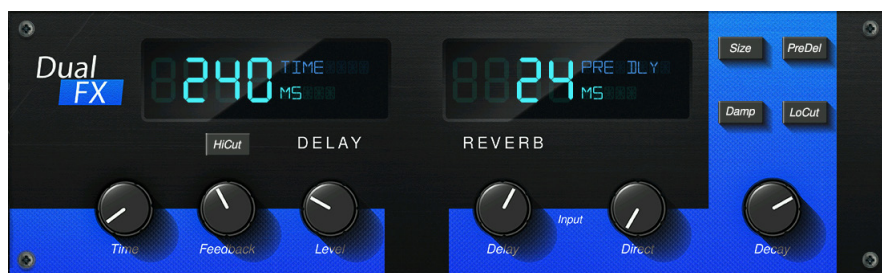 Dual
FX
240 TIME
MS
24 PRE DLY
MS
Size
PreDel
Damp
LoCut
HiCut
DELAY
REVERB
Time
Feedback
Level
Delay
Input
Direct
Decay